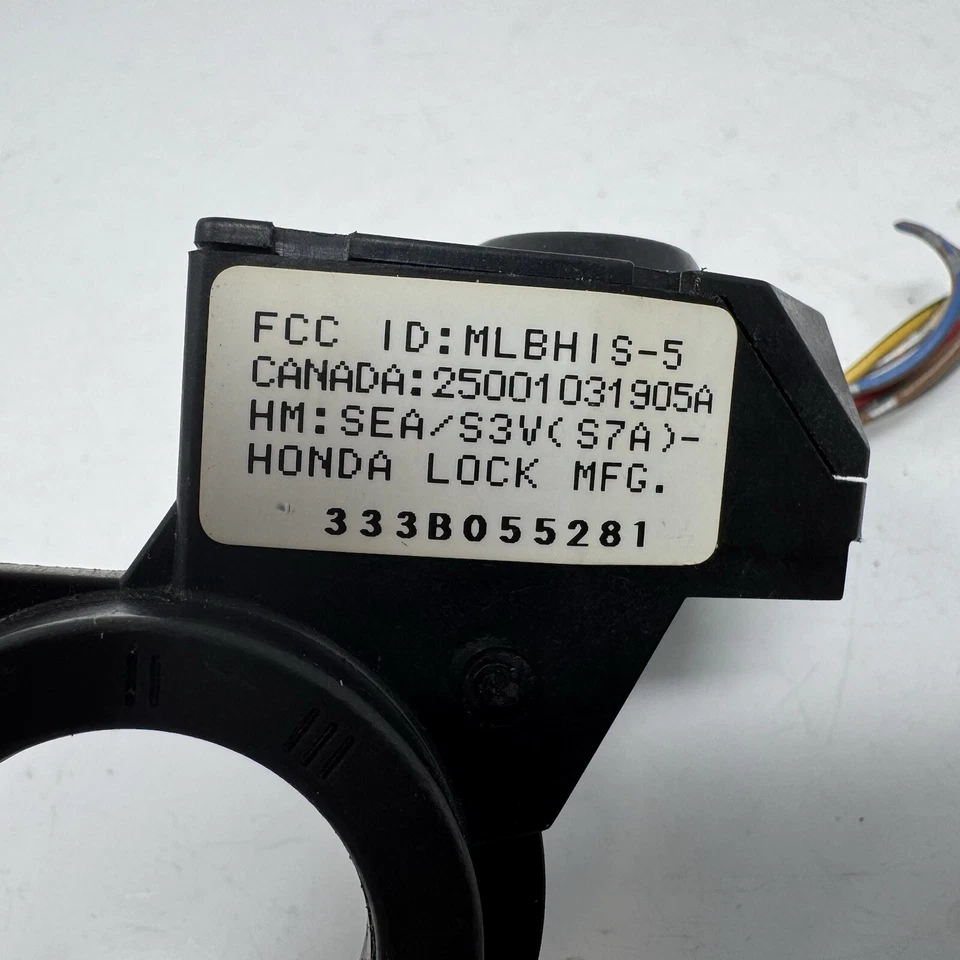 FCC ID:MLBHIS-5
CANADA:25001031905A
HM:SEA/S3V(S7A)-
HONDA LOCK MFG.
333B055281